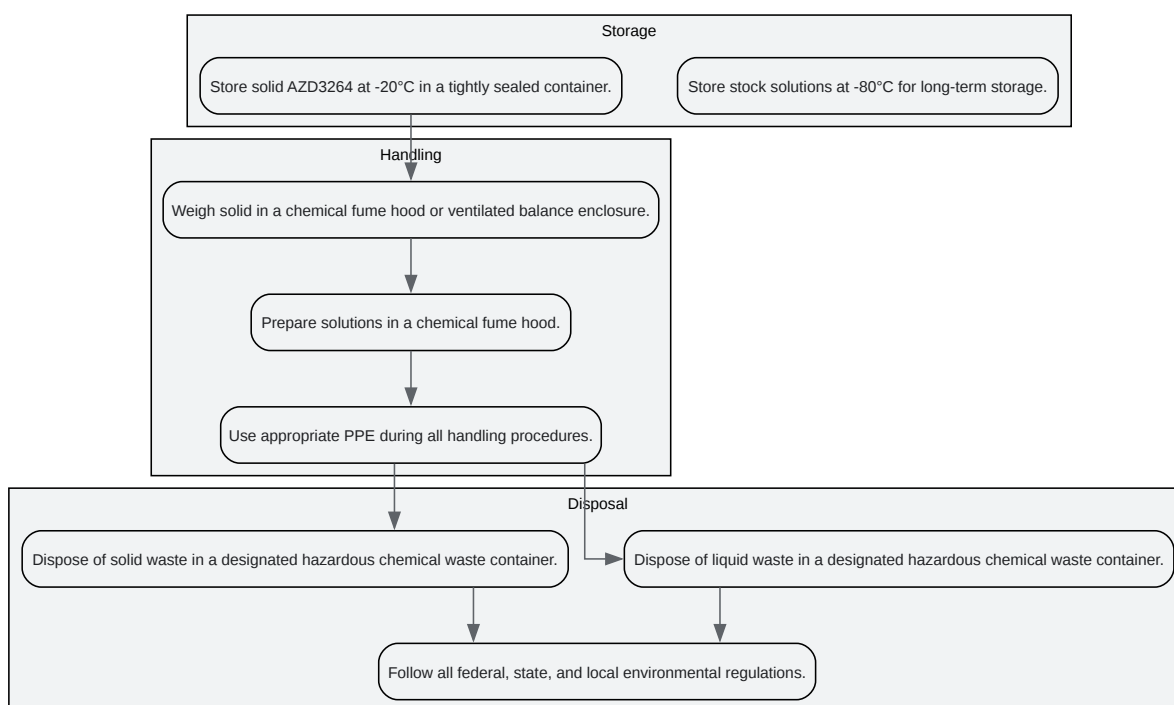 Storage
Store solid AZD3264 at -20°C in a tightly sealed container.
Store stock solutions at -80°C for long-term storage.
Handling
Weigh solid in a chemical fume hood or ventilated balance enclosure.
Prepare solutions in a chemical fume hood.
Use appropriate PPE during all handling procedures.
Disposal
Dispose of solid waste in a designated hazardous chemical waste container.
Dispose of liquid waste in a designated hazardous chemical waste container.
Follow all federal, state, and local environmental regulations.